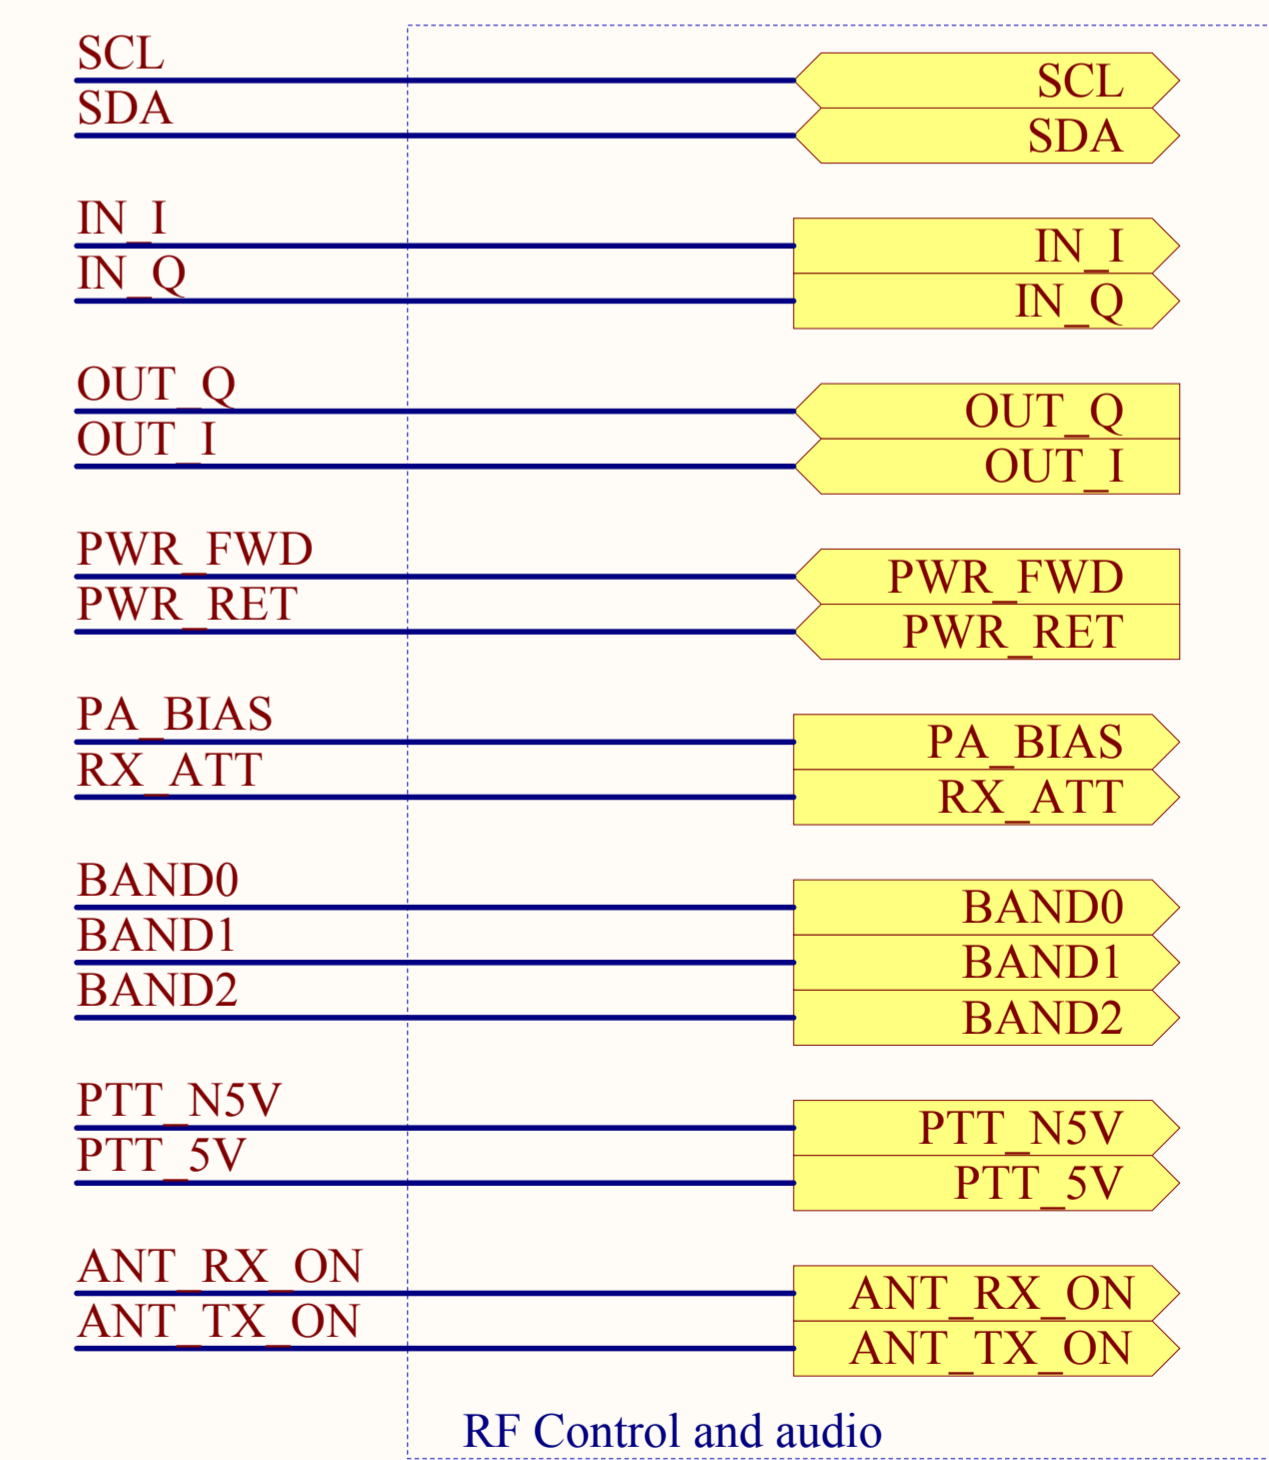 SCL SCL
SDA SDA
IN_I IN_I
IN_Q IN_Q
OUT_Q OUT_Q
OUT_I OUT_I
PWR_FWD PWR_FWD
PWR_RET PWR_RET
PA_BIAS PA_BIAS
RX_ATT RX_ATT
BAND0 BAND0
BAND1 BAND1
BAND2 BAND2
PTT_N5V PTT_N5V
PTT_5V PTT_5V
ANT_RX_ON ANT_RX_ON
ANT_TX_ON ANT_TX_ON
RF Control and audio